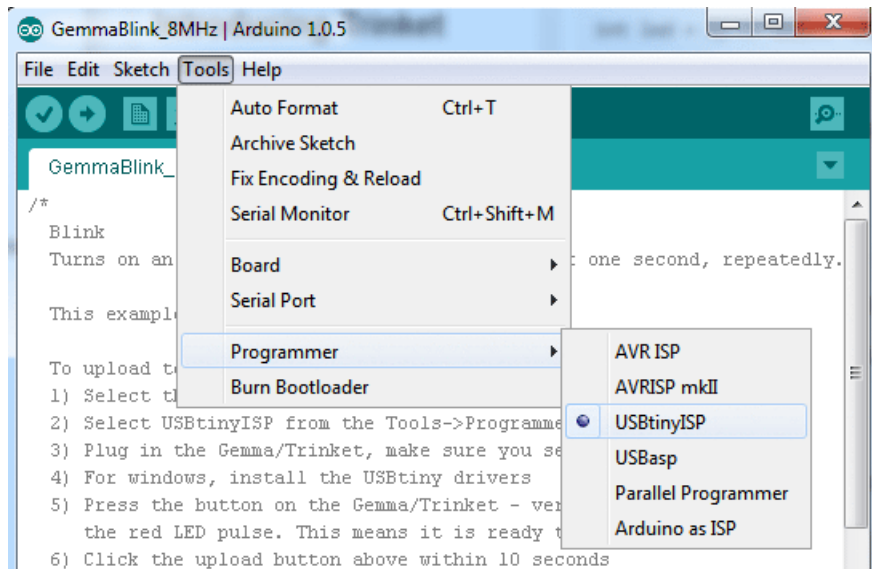 GemmaBlink_8MHz | Arduino 1.0.5
File Edit Sketch Tools Help
GemmaBlink_
Auto Format Ctrl+T
Archive Sketch
Fix Encoding & Reload
Serial Monitor Ctrl+Shift+M
Board
Serial Port
Programmer
Burn Bootloader
AVR ISP
AVRISP mkII
USBtinyISP
USBasp
Parallel Programmer
Arduino as ISP
/*
Blink
Turns on an one second, repeatedly.
This exampl
To upload t
1) Select t
2) Select USBtinyISP from the Tools->Programme
3) Plug in the Gemma/Trinket, make sure you se
4) For windows, install the USBtiny drivers
5) Press the button on the Gemma/Trinket - ver
the red LED pulse. This means it is ready t
6) Click the upload button above within 10 seconds